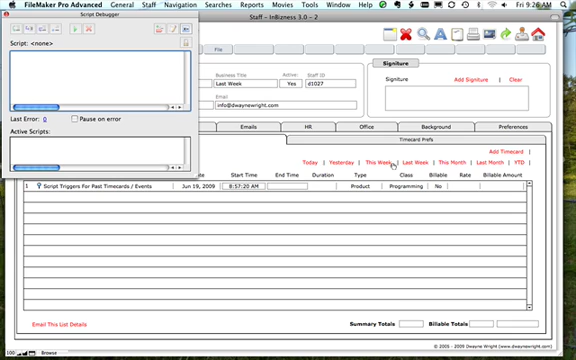 FileMaker Pro Advanced General Staff Navigation Searches Reports Movies Tools Window Help Fri 9:26 AM
Script Debugger
Staff – InBizness 3.0 – 2
Script: <none>
File
Business Title Active: Staff ID
Last Week Yes d1027
Email
info@dwaynewright.com
Signiture
Signiture Add Signiture | Clear
Last Error: 0 Pause on error
Active Scripts:
Emails HR Office Background Preferences
Timecard Prefs
Add Timecard |
Today | Yesterday | This Week | Last Week | This Month | Last Month | YTD |
Start Time End Time Duration Type Class Billable Rate Billable Amount
1 Script Triggers For Past Timecards / Events Jun 19, 2009 8:57:20 AM Product Programming No
Email This List Details Summary Totals Billable Totals
© 2005 - 2009 Dwayne Wright (www.dwaynewright.com)
100 Browse